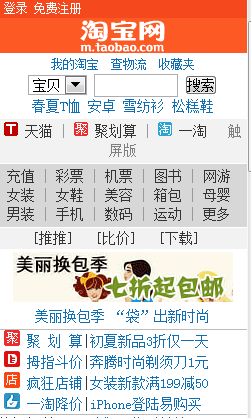 登录 免费注册
淘宝网
m.taobao.com
我的淘宝 查物流 收藏夹
宝贝 搜索
春夏T恤 安卓 雪纺衫 松糕鞋
T 天猫 | 聚 聚划算 | 淘 一淘 触
屏版
充值 | 彩票 | 机票 | 图书 | 网游
女装 | 女鞋 | 美容 | 箱包 | 母婴
男装 | 手机 | 数码 | 运动 | 更多
[推推] [比价] [下载]
美丽换包季
七折起包邮
美丽换包季 “袋”出新时尚
聚 聚 划 算|初夏新品3折仅一天
拇指斗价|奔腾时尚剃须刀1元
店 疯狂店铺|女装新款满199减50
一淘降价|iPhone登陆易购买